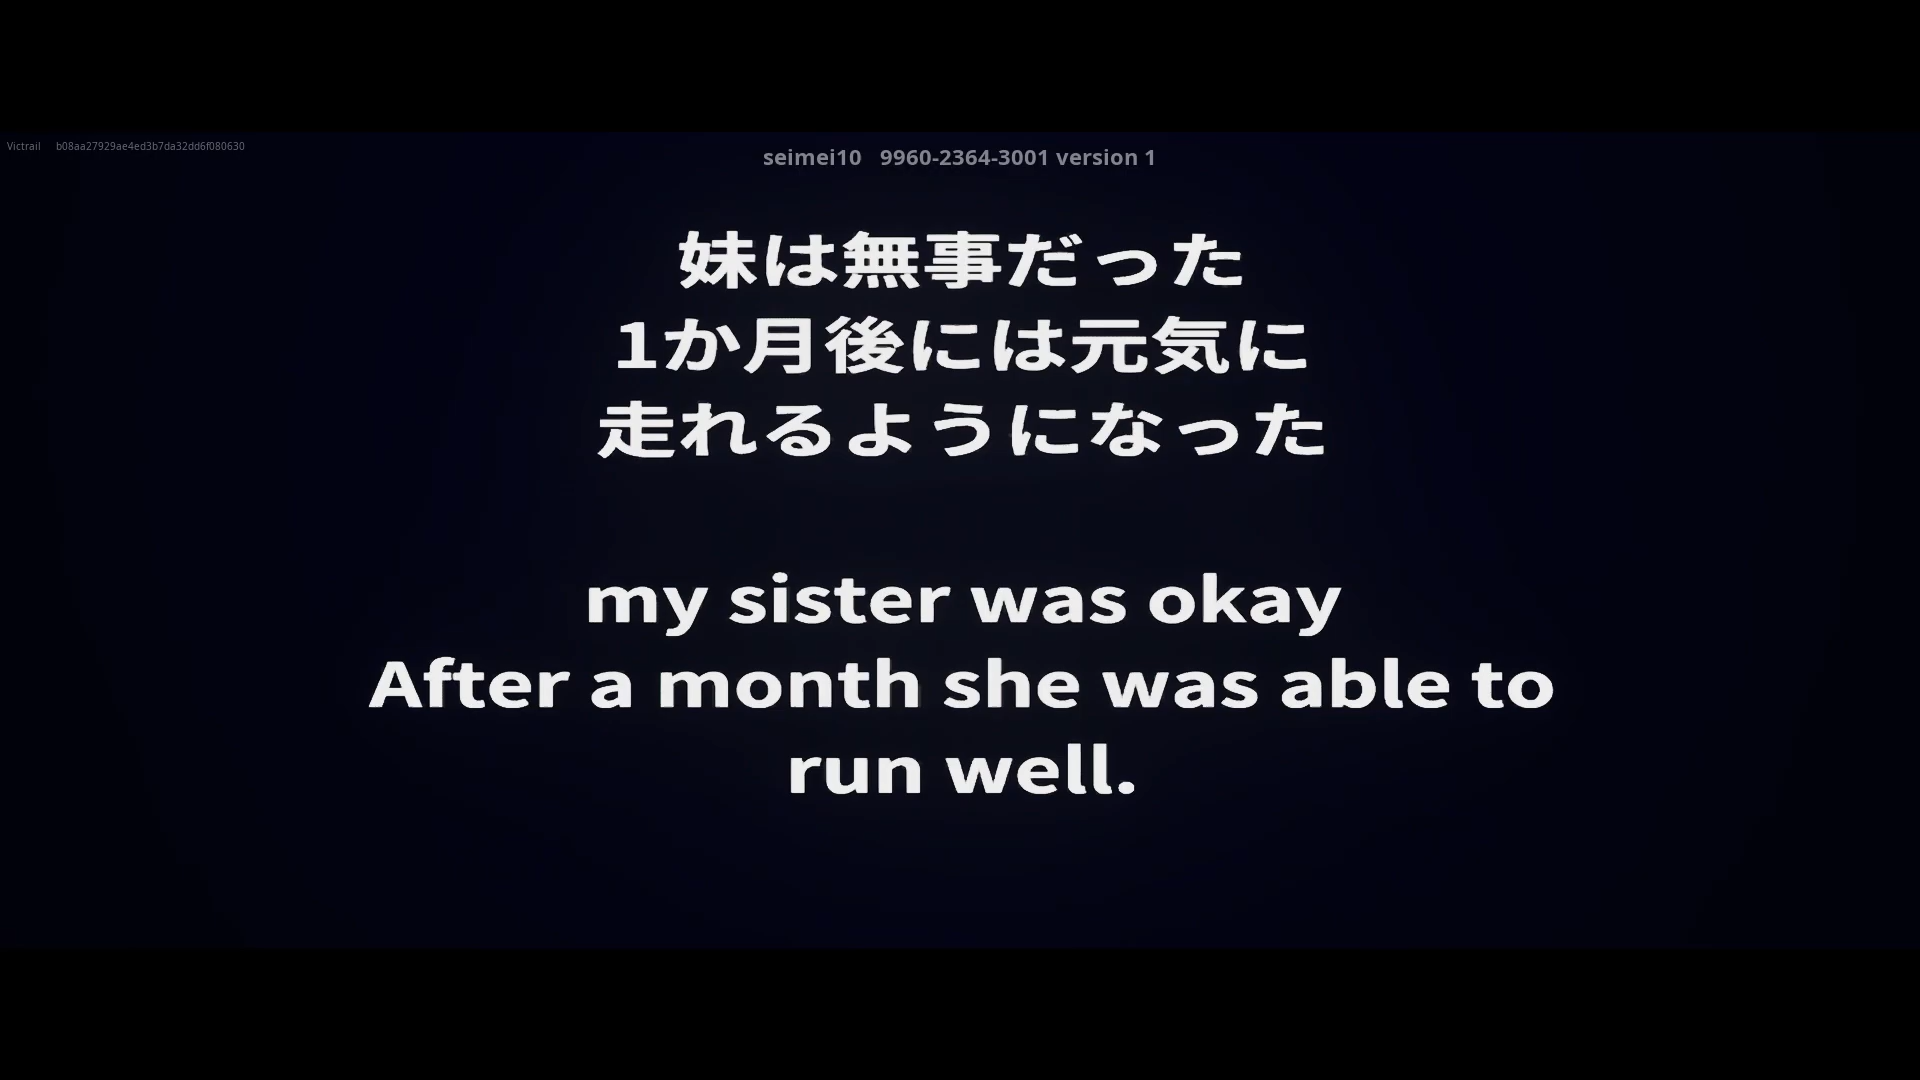 Victrail b08aa27929ae4ed3b7da32dd6f080630
seimei10 9960-2364-3001 version 1
妹は無事だった
1か月後には元気に
走れるようになった
my sister was okay
After a month she was able to
run well.